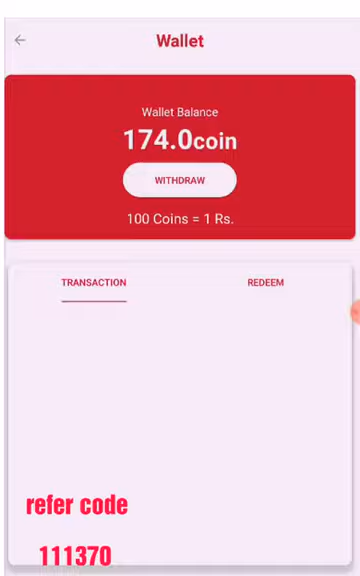 Wallet
Wallet Balance
174.0coin
WITHDRAW
100 Coins = 1 Rs.
TRANSACTION REDEEM
refer code
111370